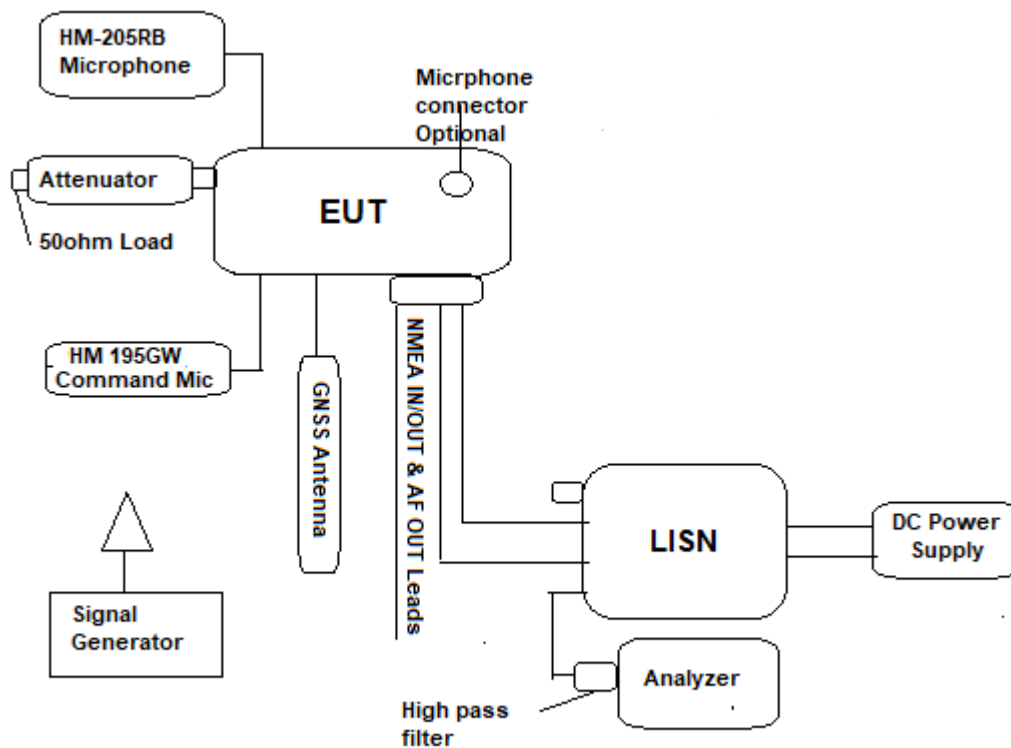 HM-205RB
Microphone
Micrphone
connector
Optional
Attenuator
EUT
50ohm Load
HM 195GW
Command Mic
GNSS Antenna
NMEA IN/OUT & AF OUT Leads
LISN
DC Power
Supply
Signal
Generator
Analyzer
High pass
filter